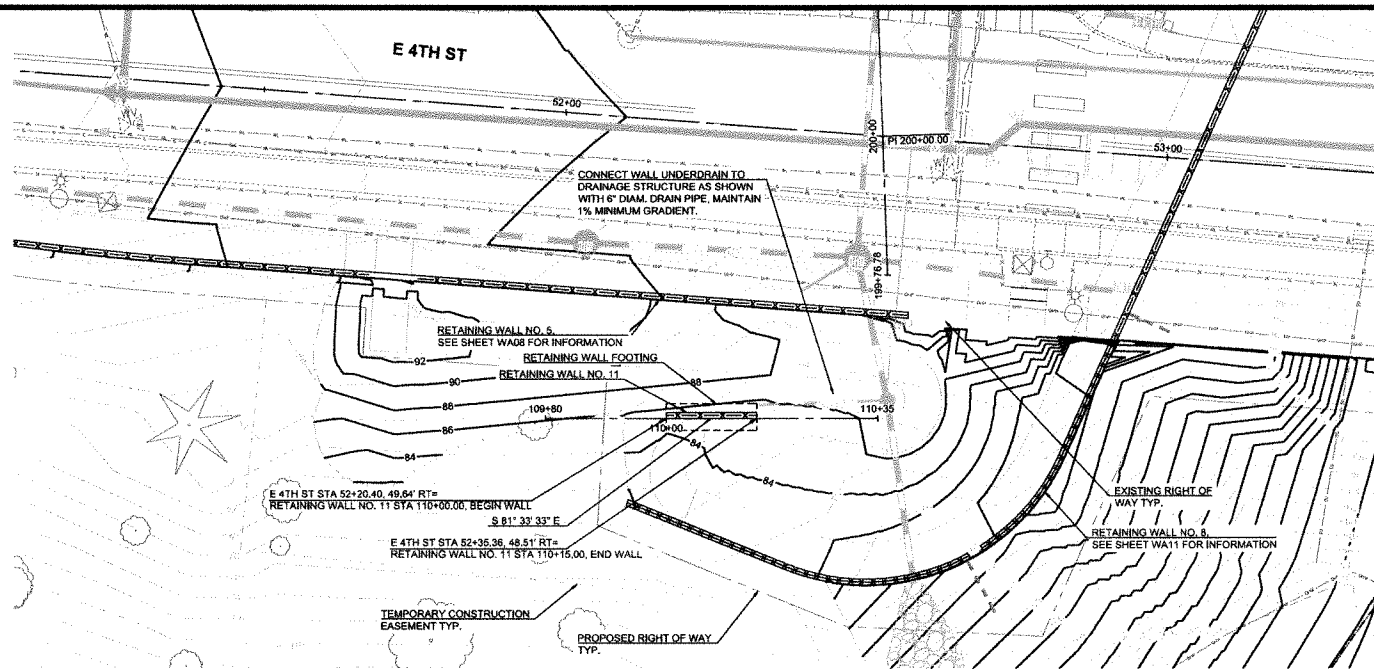 E 4TH ST
52+00
200+00
PI 200+00.00
53+00
CONNECT WALL UNDERDRAIN TO
DRAINAGE STRUCTURE AS SHOWN
WITH 6" DIAM. DRAIN PIPE, MAINTAIN
1% MINIMUM GRADIENT.
199+76.78
RETAINING WALL NO. 5,
SEE SHEET WA08 FOR INFORMATION
RETAINING WALL FOOTING
RETAINING WALL NO. 11
92
90
88
88
86
84
109+80
110+00
110+35
84
84
E 4TH ST STA 52+20.40, 49.64' RT=
RETAINING WALL NO. 11 STA 110+00.00, BEGIN WALL
S 81° 33' 33" E
E 4TH ST STA 52+35.36, 48.51' RT=
RETAINING WALL NO. 11 STA 110+15.00, END WALL
EXISTING RIGHT OF
WAY TYP.
RETAINING WALL NO. 8,
SEE SHEET WA11 FOR INFORMATION
TEMPORARY CONSTRUCTION
EASEMENT TYP.
PROPOSED RIGHT OF WAY
TYP.